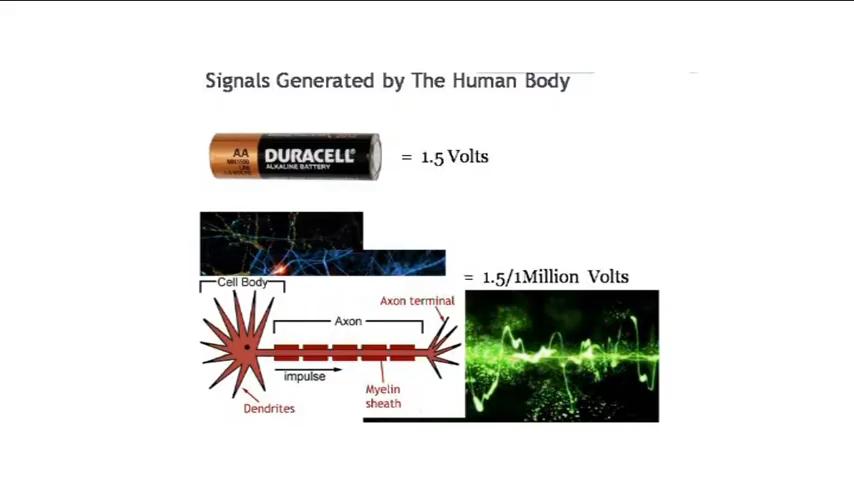 Signals Generated by The Human Body
AA
DURACELL®
ALKALINE BATTERY
= 1.5 Volts
= 1.5/1Million Volts
Cell Body
Axon terminal
Axon
impulse
Myelin
sheath
Dendrites